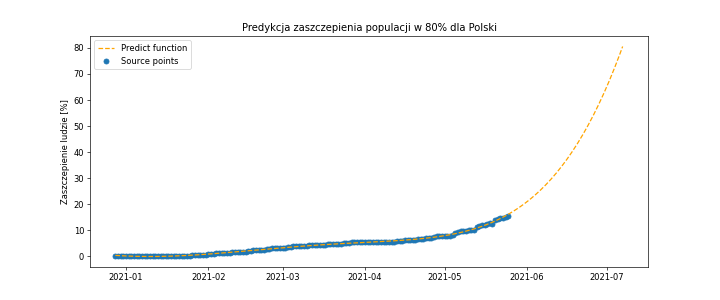 Predykcja zaszczepienia populacji w 80% dla Polski
Predict function
Source points
Zaszczepienie ludzie [%]
80
70
60
50
40
30
20
10
0
2021-01 2021-02 2021-03 2021-04 2021-05 2021-06 2021-07